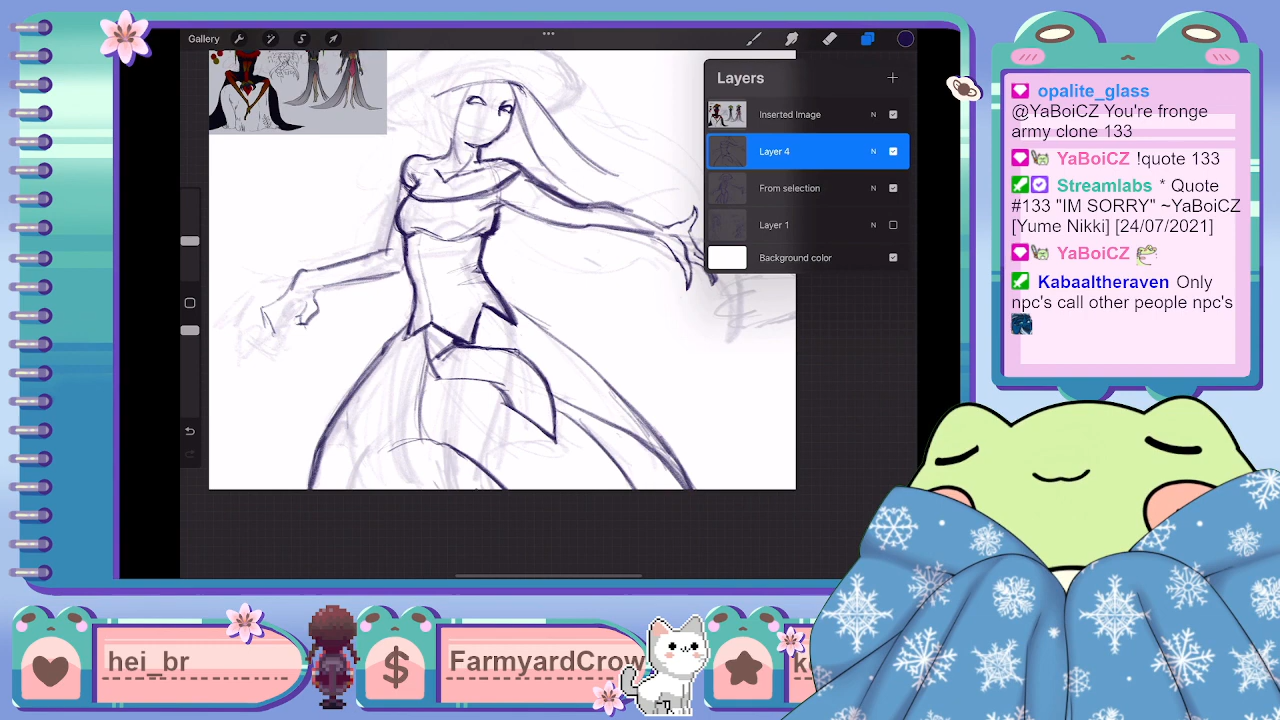 Gallery
Layers
Inserted Image N
Layer 4 N
From selection N
Layer 1 N
Background color
opalite_glass
@YaBoiCZ You're fronge
army clone 133
YaBoiCZ !quote 133
Streamlabs * Quote
#133 "IM SORRY" ~YaBoiCZ
[Yume Nikki] [24/07/2021]
YaBoiCZ
Kabaaltheraven Only
npc's call other people npc's
hei_br
$
FarmyardCrow